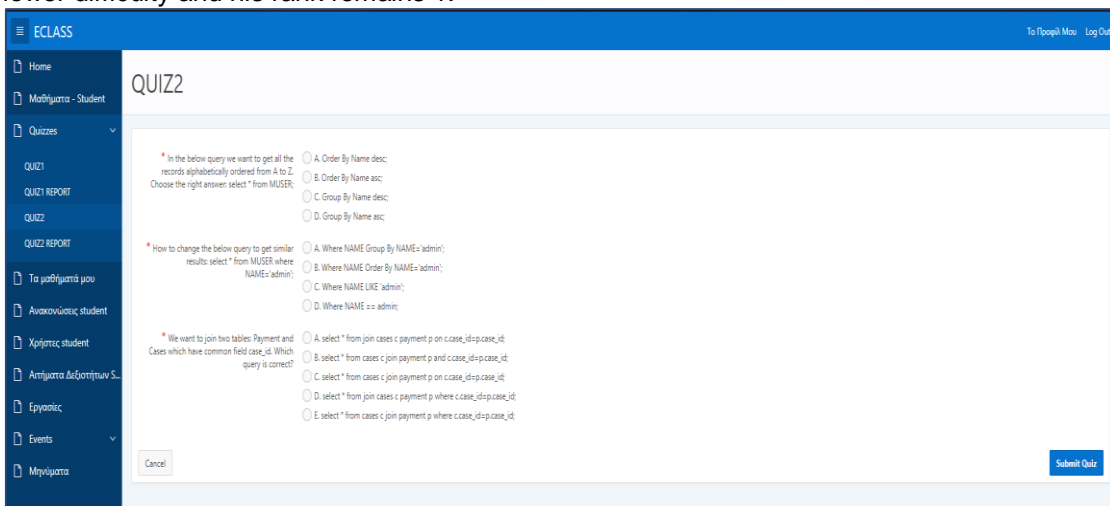 lower difficulty and his rank remains 1.
ECLASS
Το Προφίλ Μου Log Out
Home
Μαθήματα - Student
Quizzes
QUIZ1
QUIZ1 REPORT
QUIZ2
QUIZ2 REPORT
Τα μαθήματά μου
Ανακονώσεις student
Χρήστες student
Αιτήματα Δεξιοτήτων S...
Εργασίες
Events
Μηνύματα
QUIZ2
* In the below query we want to get all the
records alphabetically ordered from A to Z.
Choose the right answer: select * from MUSER;
A. Order By Name desc;
B. Order By Name asc;
C. Group By Name desc;
D. Group By Name asc;
* How to change the below query to get similar
results: select * from MUSER where
NAME='admin';
A. Where NAME Group By NAME='admin';
B. Where NAME Order By NAME='admin';
C. Where NAME LIKE 'admin';
D. Where NAME == admin;
* We want to join two tables: Payment and
Cases which have common field case_id. Which
query is correct?
A. select * from join cases c payment p on c.case_id=p.case_id;
B. select * from cases c join payment p and c.case_id=p.case_id;
C. select * from cases c join payment p on c.case_id=p.case_id;
D. select * from join cases c payment p where c.case_id=p.case_id;
E. select * from cases c join payment p where c.case_id=p.case_id;
Cancel
Submit Quiz